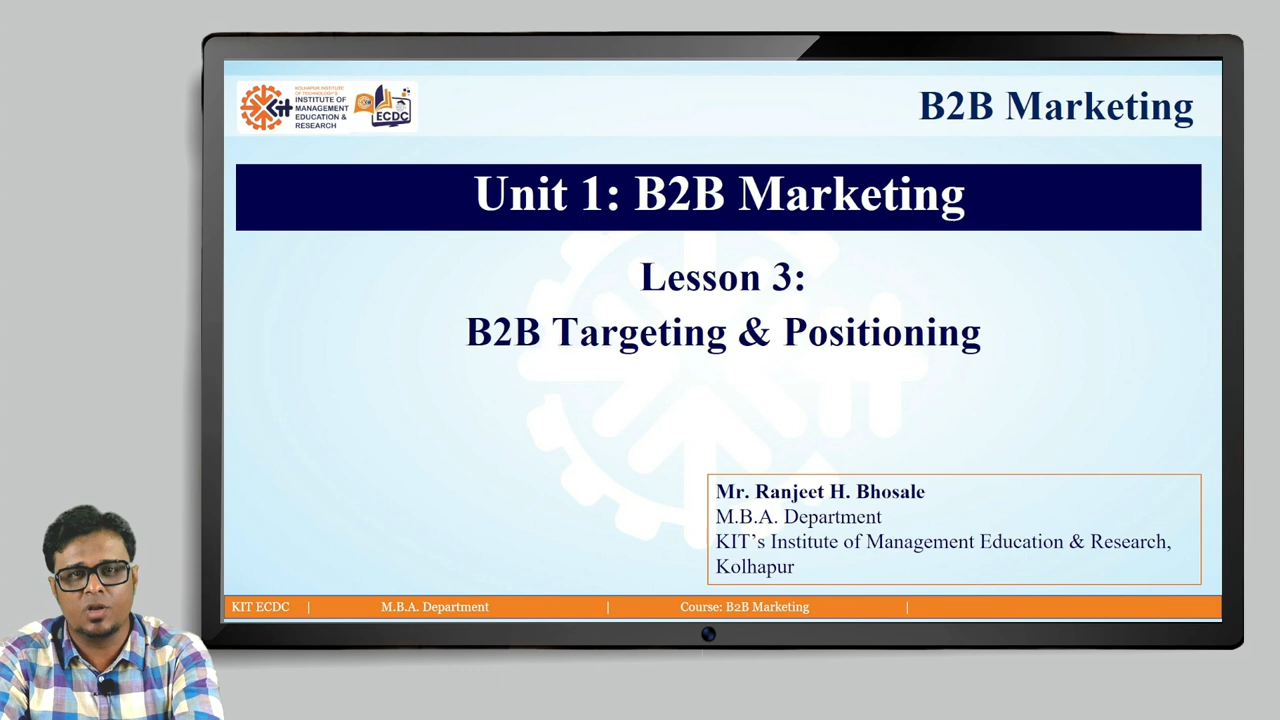 KOLHAPUR INSTITUTE
OF TECHNOLOGY'S
INSTITUTE OF
MANAGEMENT
EDUCATION &
RESEARCH
KIT
ECDC
B2B Marketing
Unit 1: B2B Marketing
Lesson 3:
B2B Targeting & Positioning
Mr. Ranjeet H. Bhosale
M.B.A. Department
KIT’s Institute of Management Education & Research,
Kolhapur
KIT ECDC | M.B.A. Department | Course: B2B Marketing |